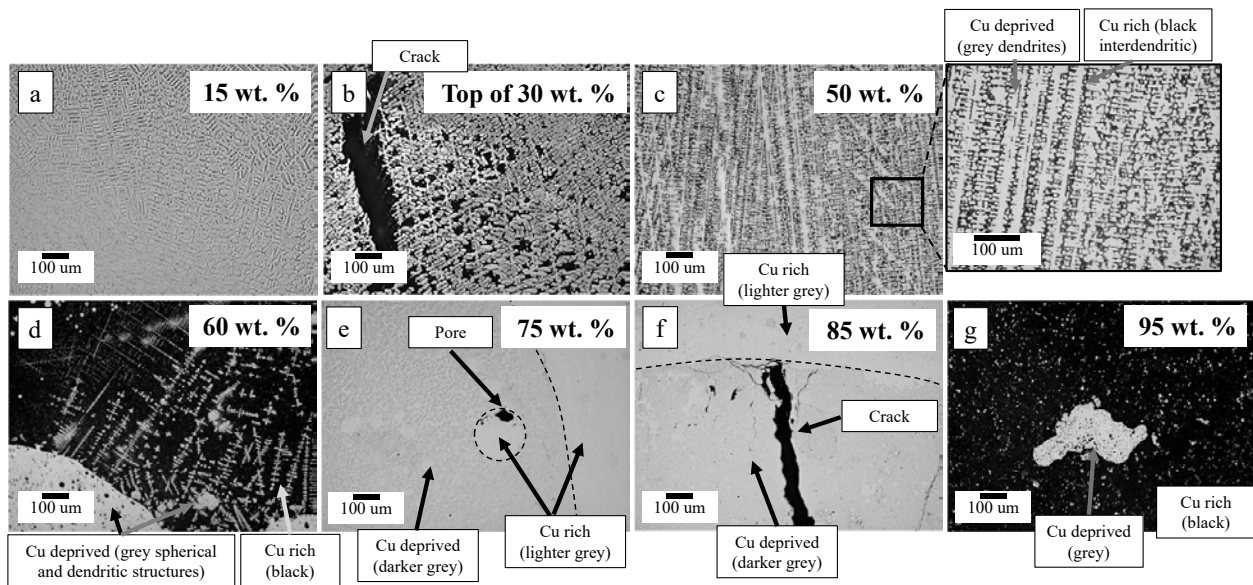 Crack
Cu deprived
(grey dendrites)
Cu rich (black
interdendritic)
a
15 wt. %
100 um
b
Top of 30 wt. %
100 um
c
50 wt. %
100 um
100 um
Cu rich
(lighter grey)
d
60 wt. %
100 um
Cu deprived (grey spherical
and dendritic structures)
Cu rich
(black)
e
75 wt. %
Pore
100 um
Cu deprived
(darker grey)
Cu rich
(lighter grey)
f
85 wt. %
Crack
100 um
Cu deprived
(darker grey)
g
95 wt. %
100 um
Cu deprived
(grey)
Cu rich
(black)